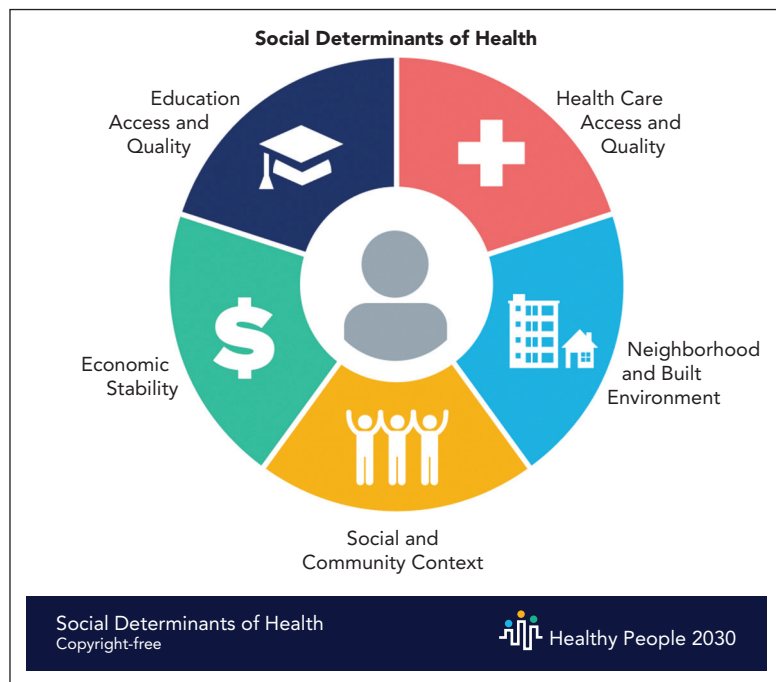 Social Determinants of Health
Education
Access and
Quality
Health Care
Access and
Quality
Economic
Stability
$
Neighborhood
and Built
Environment
Social and
Community Context
Social Determinants of Health
Copyright-free
Healthy People 2030